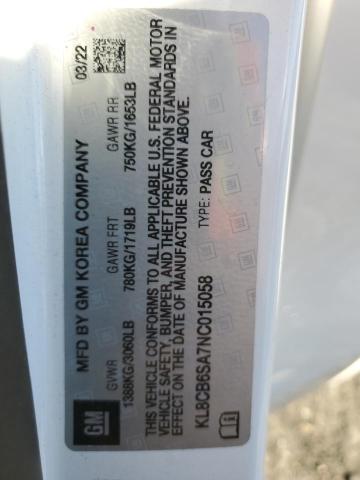 GM
MFD BY GM KOREA COMPANY 03/22
GVWR GAWR FRT GAWR RR
1388KG/3060LB 780KG/1719LB 750KG/1653LB
THIS VEHICLE CONFORMS TO ALL APPLICABLE U.S. FEDERAL MOTOR
VEHICLE SAFETY, BUMPER, AND THEFT PREVENTION STANDARDS IN
EFFECT ON THE DATE OF MANUFACTURE SHOWN ABOVE.
KL8CB6SA7NC015058 TYPE: PASS CAR